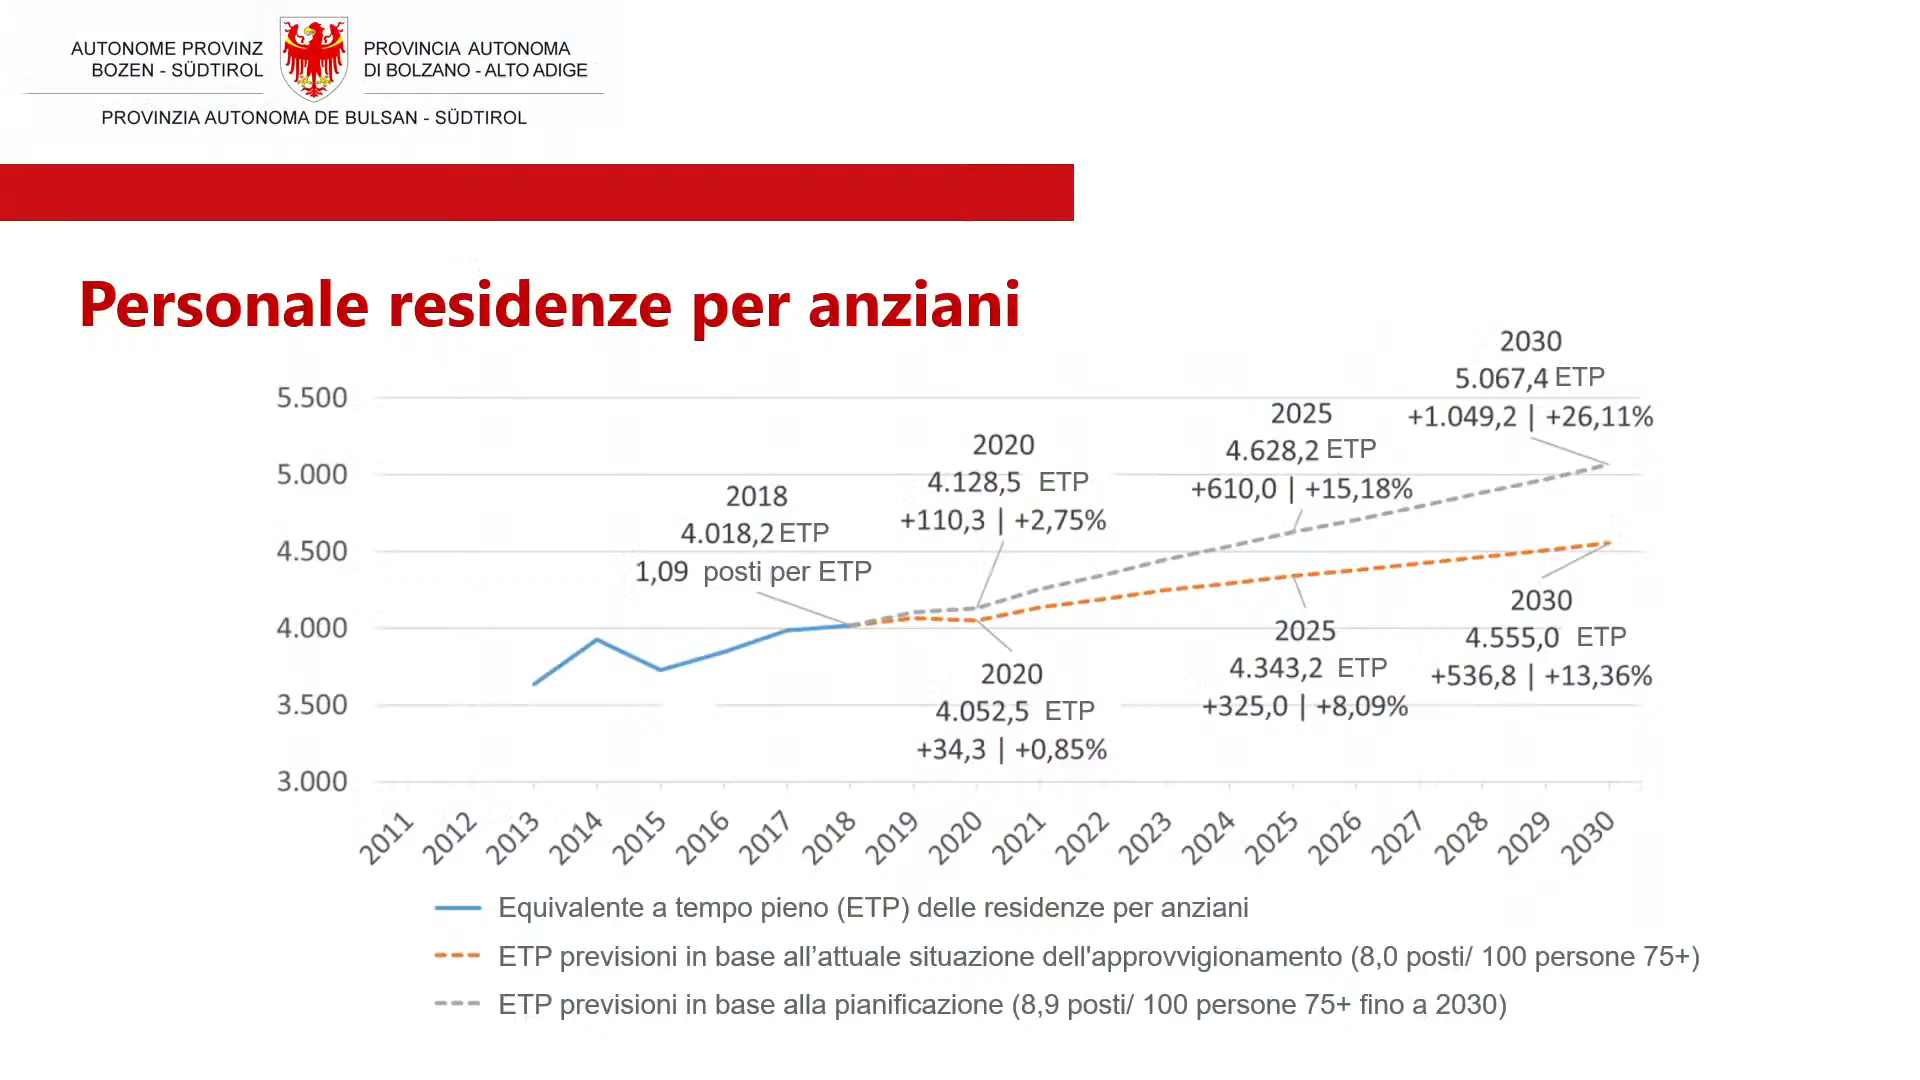 AUTONOME PROVINZ
BOZEN - SÜDTIROL
PROVINCIA AUTONOMA
DI BOLZANO - ALTO ADIGE
PROVINZIA AUTONOMA DE BULSAN - SÜDTIROL
Personale residenze per anziani
5.500
5.000
4.500
4.000
3.500
3.000
2018
4.018,2 ETP
1,09 posti per ETP
2020
4.128,5 ETP
+110,3 | +2,75%
2025
4.628,2 ETP
+610,0 | +15,18%
2030
5.067,4 ETP
+1.049,2 | +26,11%
2020
4.052,5 ETP
+34,3 | +0,85%
2025
4.343,2 ETP
+325,0 | +8,09%
2030
4.555,0 ETP
+536,8 | +13,36%
2011 2012 2013 2014 2015 2016 2017 2018 2019 2020 2021 2022 2023 2024 2025 2026 2027 2028 2029 2030
Equivalente a tempo pieno (ETP) delle residenze per anziani
ETP previsioni in base all’attuale situazione dell'approvvigionamento (8,0 posti/ 100 persone 75+)
ETP previsioni in base alla pianificazione (8,9 posti/ 100 persone 75+ fino a 2030)